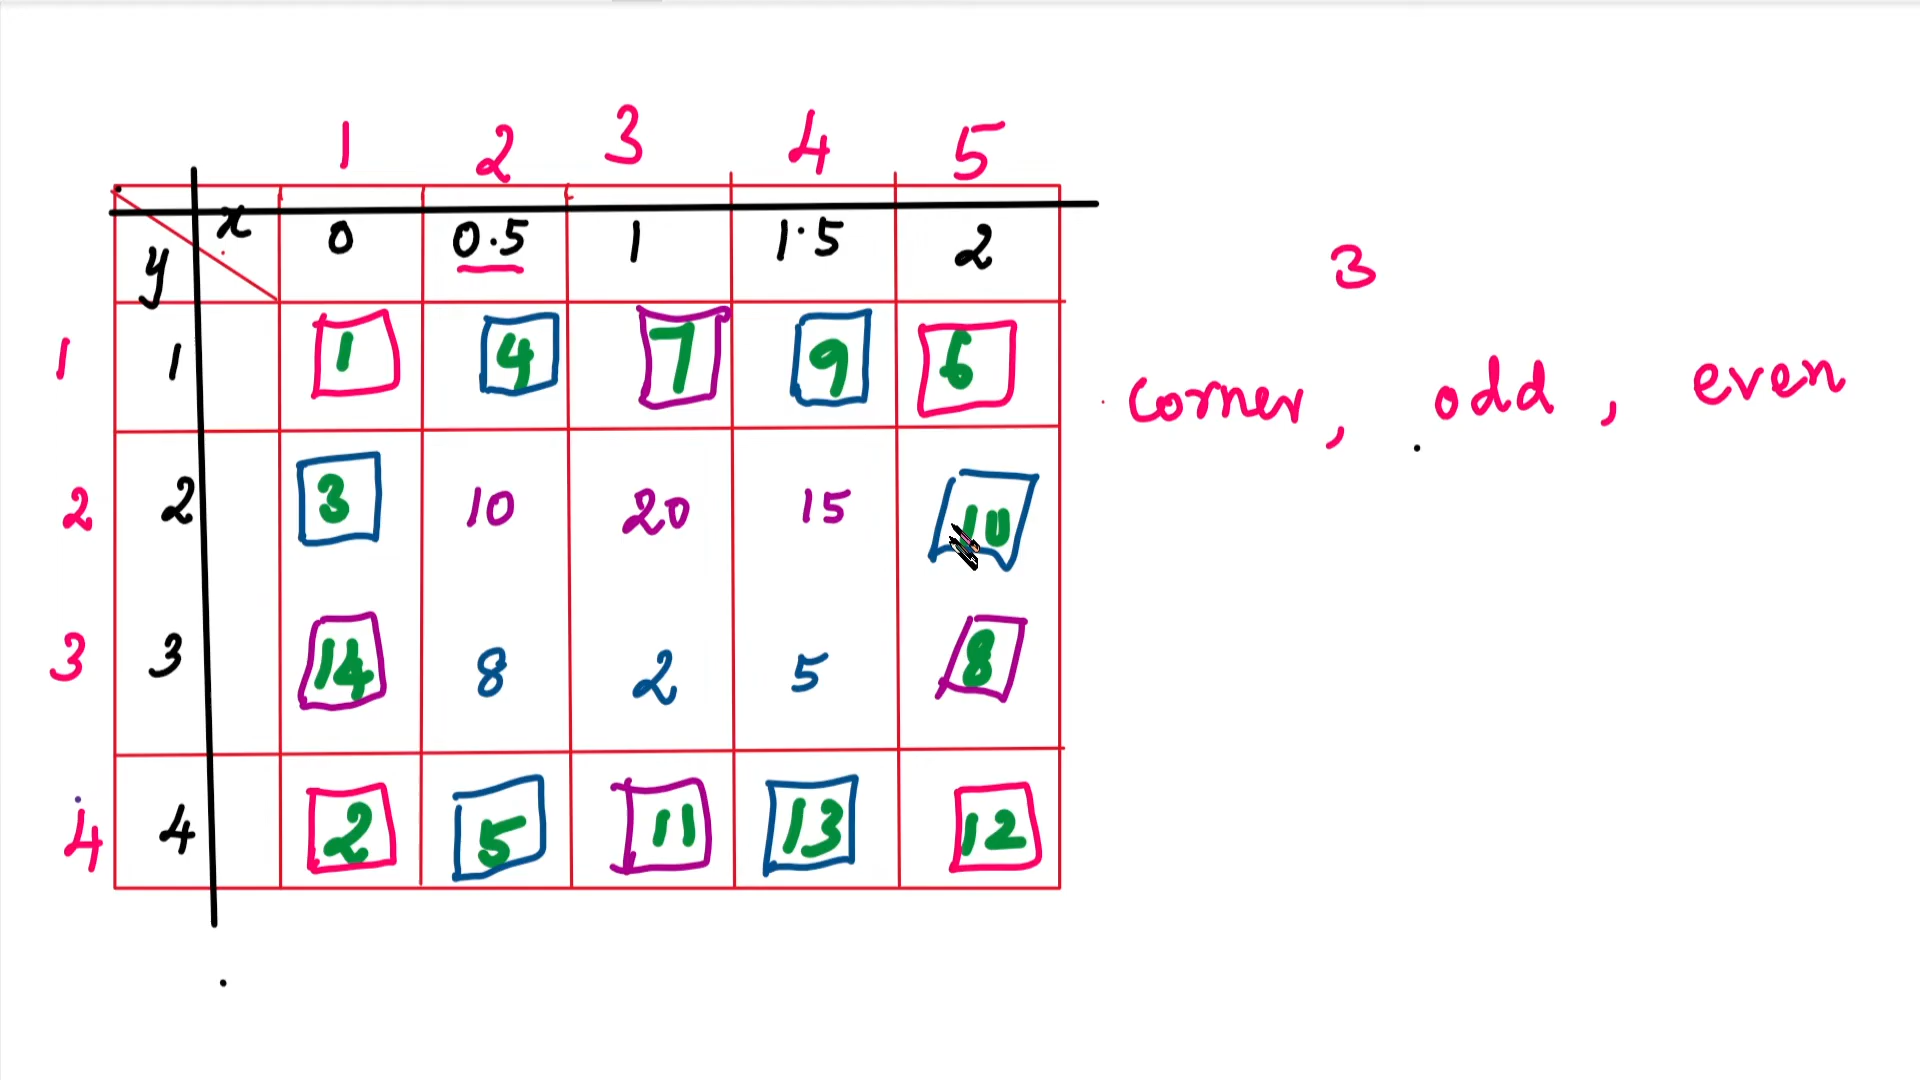 1 2 3 4 5
x 0 0.5 1 1.5 2
y
3
1 1 1 4 7 9 6
corner, odd, even
2 2 3 10 20 15 10
3 3 14 8 2 5 8
4 4 2 5 11 13 12